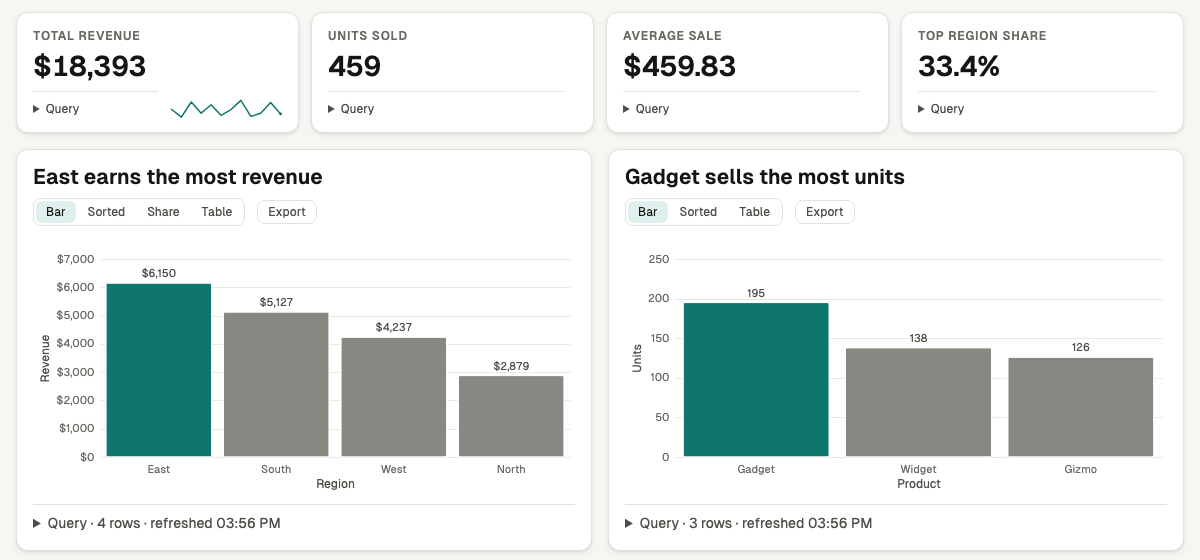 TOTAL REVENUE
$18,393
Query
UNITS SOLD
459
Query
AVERAGE SALE
$459.83
Query
TOP REGION SHARE
33.4%
Query
East earns the most revenue
Bar Sorted Share Table Export
$7,000
$6,000
$5,000
$4,000
$3,000
$2,000
$1,000
$0
Revenue
$6,150
$5,127
$4,237
$2,879
East South West North
Region
Query · 4 rows · refreshed 03:56 PM
Gadget sells the most units
Bar Sorted Table Export
250
200
150
100
50
0
Units
195
138
126
Gadget Widget Gizmo
Product
Query · 3 rows · refreshed 03:56 PM